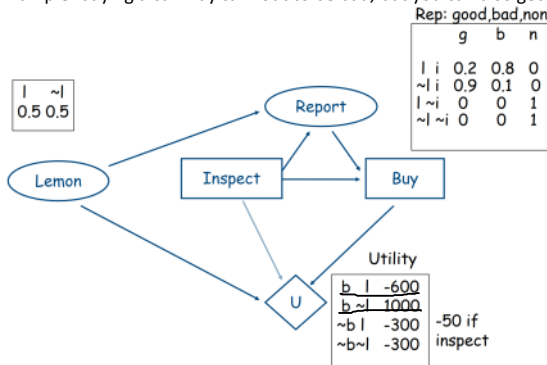 Rep: good,bad,non
g b n
l i 0.2 0.8 0
~l i 0.9 0.1 0
l ~i 0 0 1
~l ~i 0 0 1
l ~l
0.5 0.5
Report
Lemon
Inspect
Buy
Utility
U
b l -600
b ~l 1000
~b l -300
~b~l -300
-50 if
inspect